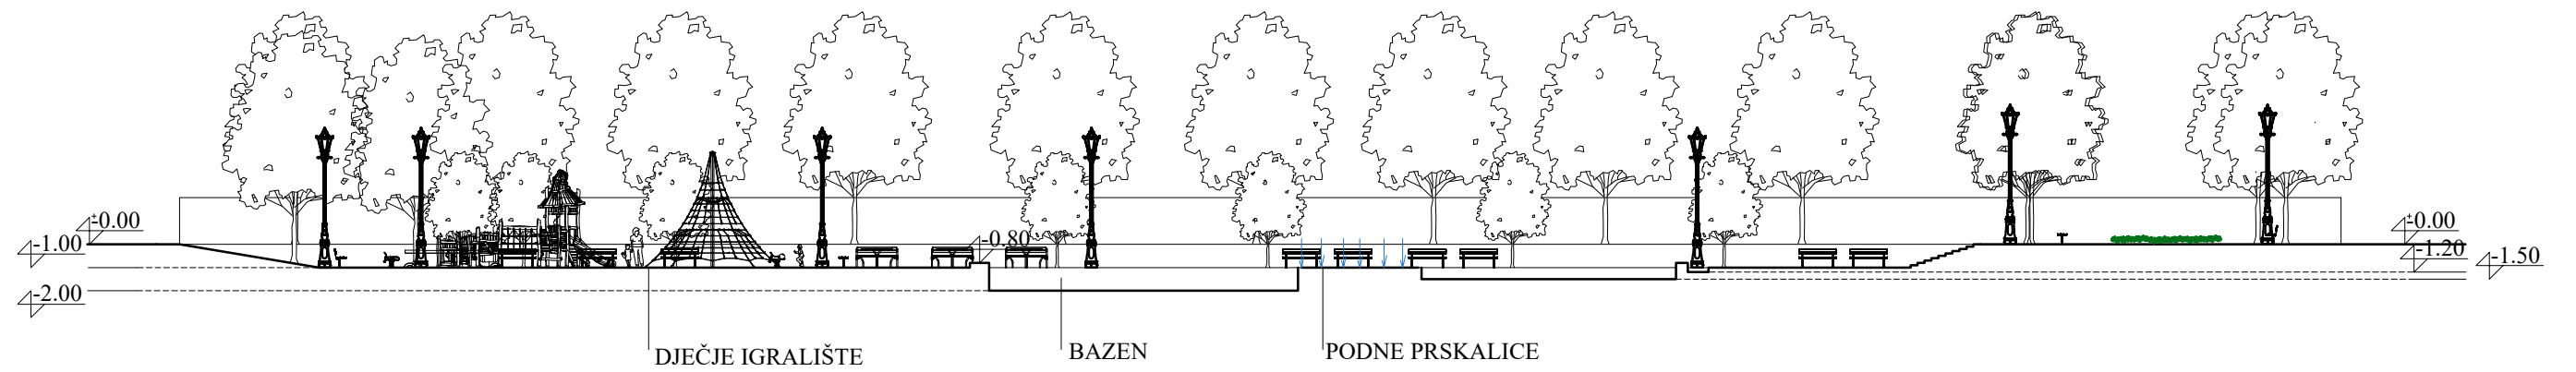 ±0.00
-1.00
-2.00
-0.80
±0.00
-1.20
-1.50
DJEČJE IGRALIŠTE
BAZEN
PODNE PRSKALICE